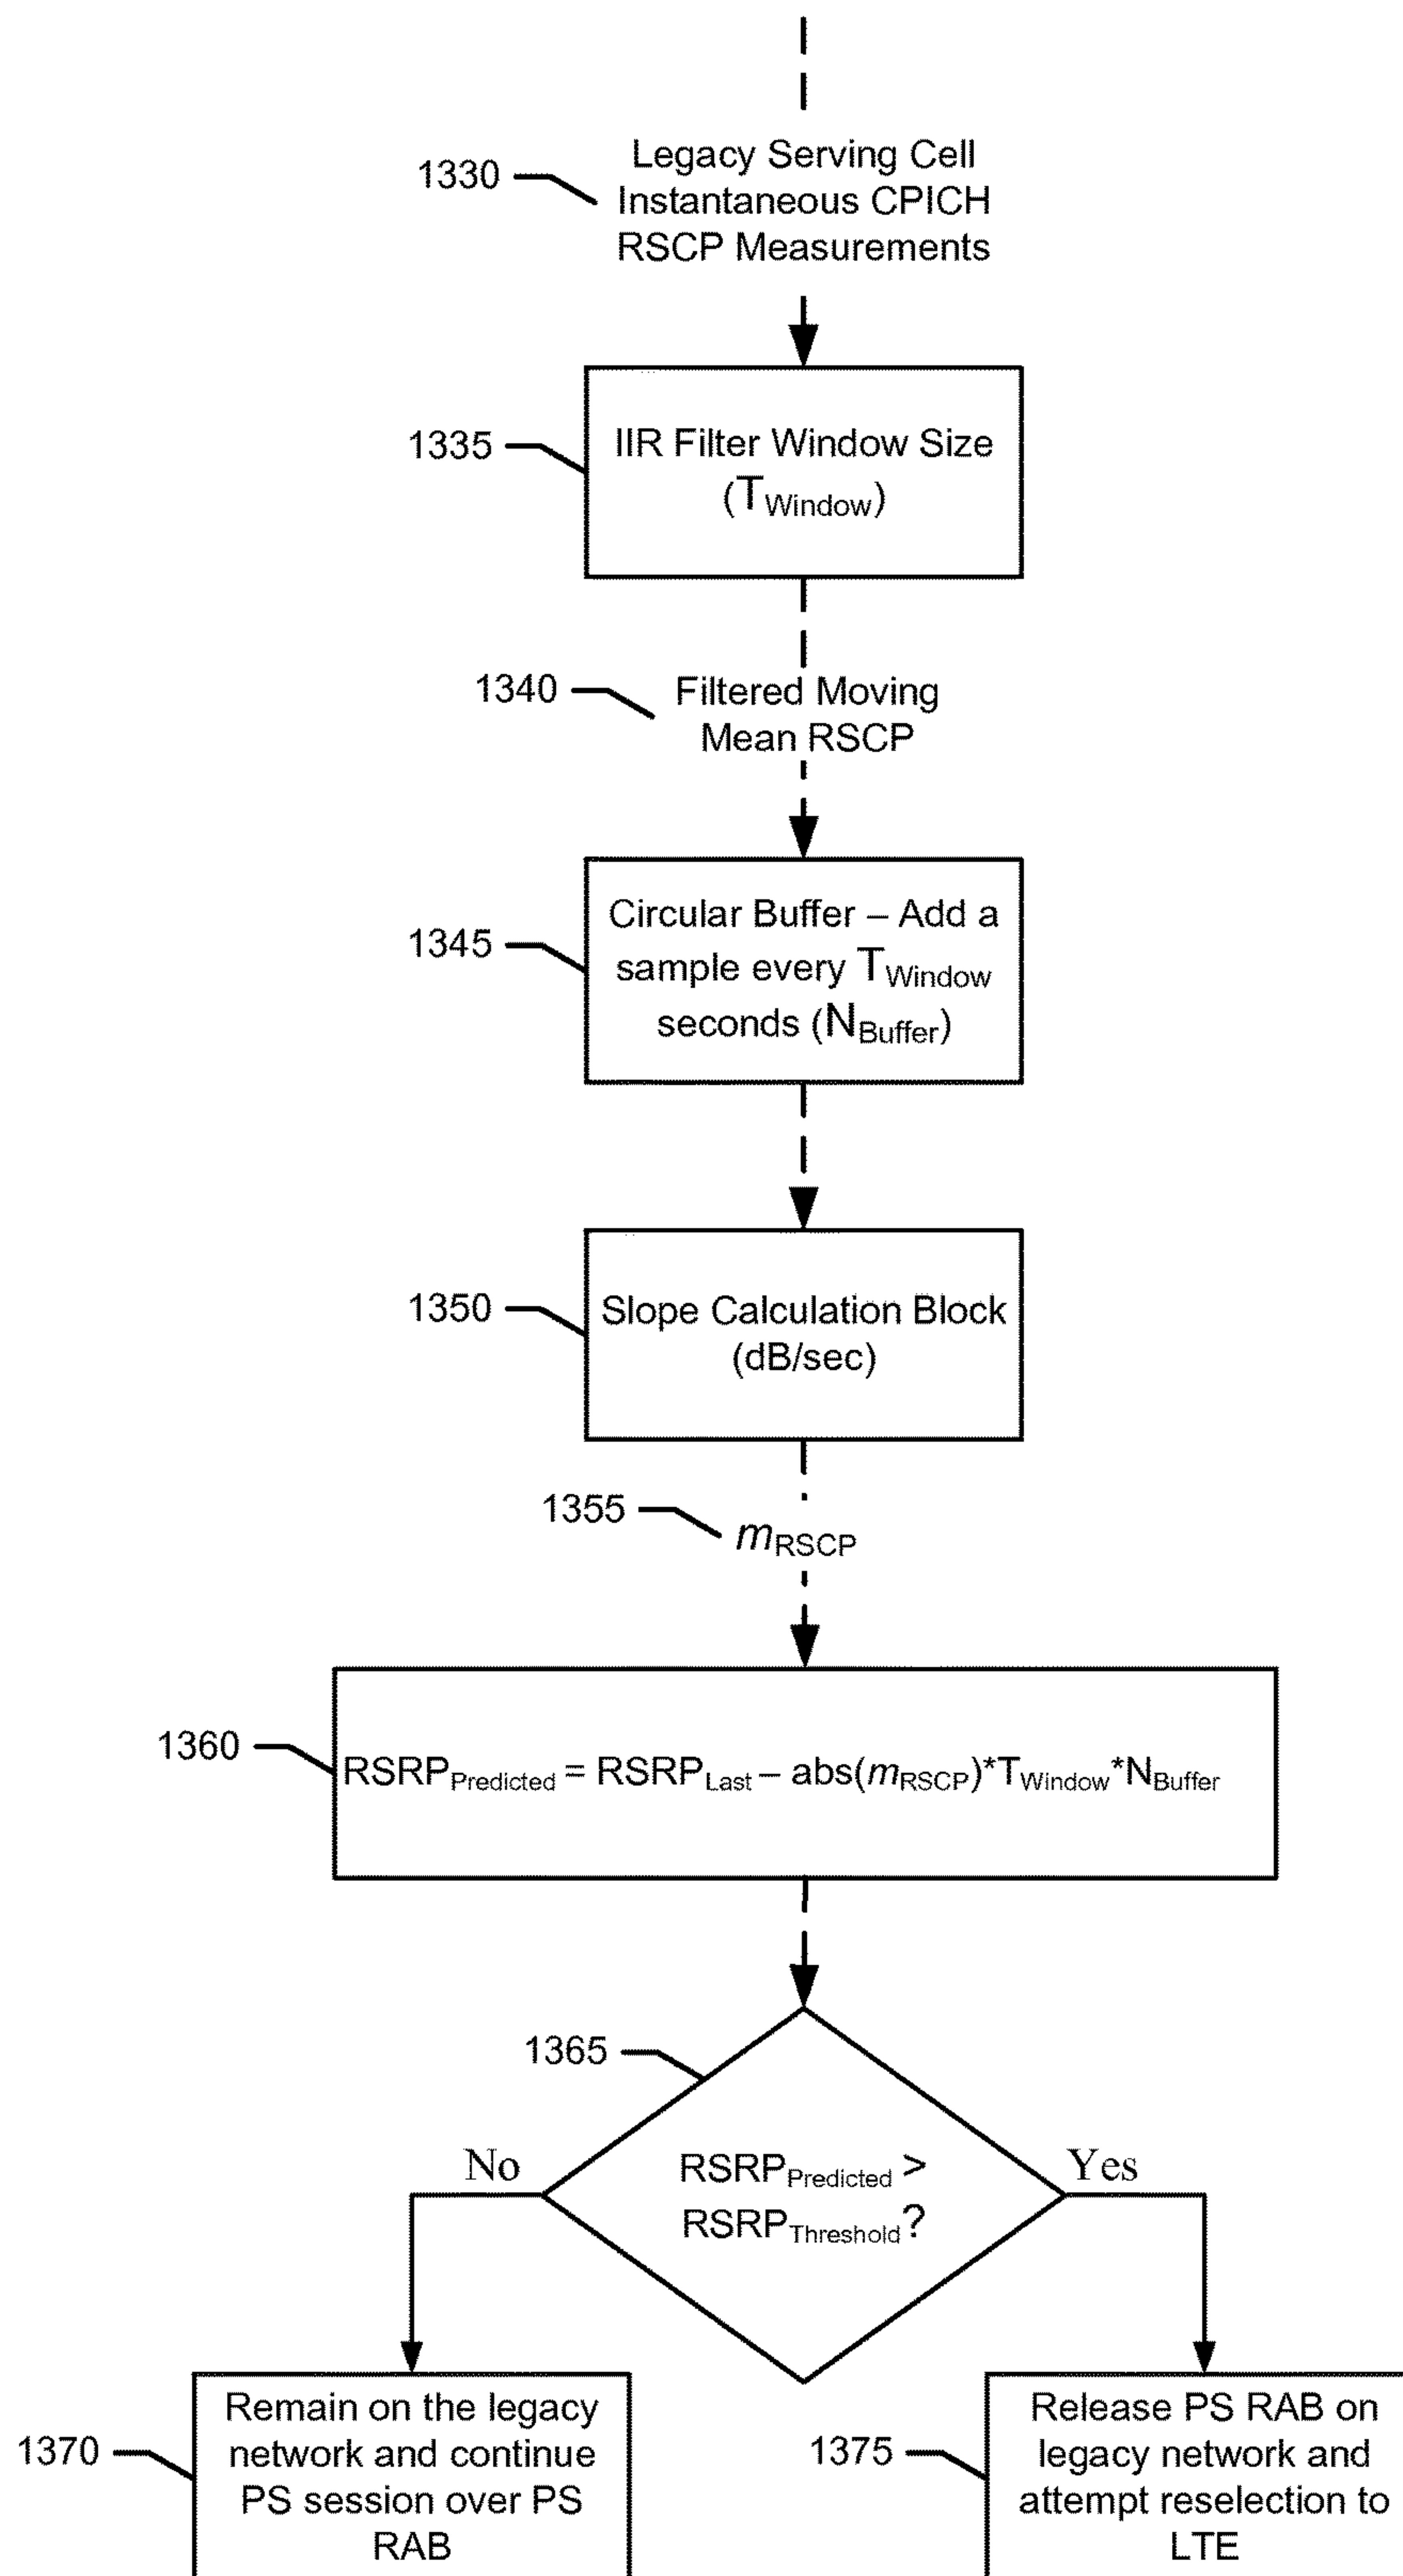 1330
Legacy Serving Cell
Instantaneous CPICH
RSCP Measurements
1335
IIR Filter Window Size
(TWindow)
1340
Filtered Moving
Mean RSCP
1345
Circular Buffer – Add a
sample every TWindow
seconds (NBuffer)
1350
Slope Calculation Block
(dB/sec)
1355
mRSCP
1360
RSRPPredicted = RSRPLast – abs(mRSCP)*TWindow*NBuffer
1365
No
RSRPPredicted >
RSRPThreshold?
Yes
1370
Remain on the legacy
network and continue
PS session over PS
RAB
1375
Release PS RAB on
legacy network and
attempt reselection to
LTE